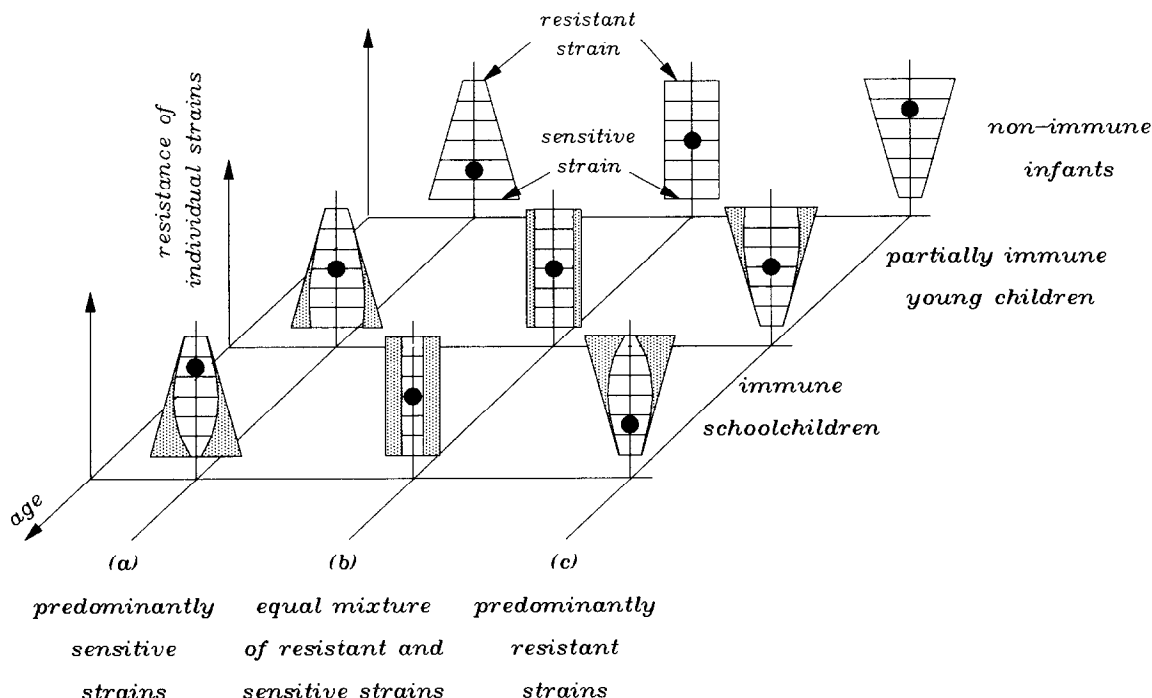 resistant
strain
sensitive
strain
resistance of
individual strains
non-immune
infants
partially immune
young children
immune
schoolchildren
age
(a)
predominantly
sensitive
strains
(b)
equal mixture
of resistant and
sensitive strains
(c)
predominantly
resistant
strains